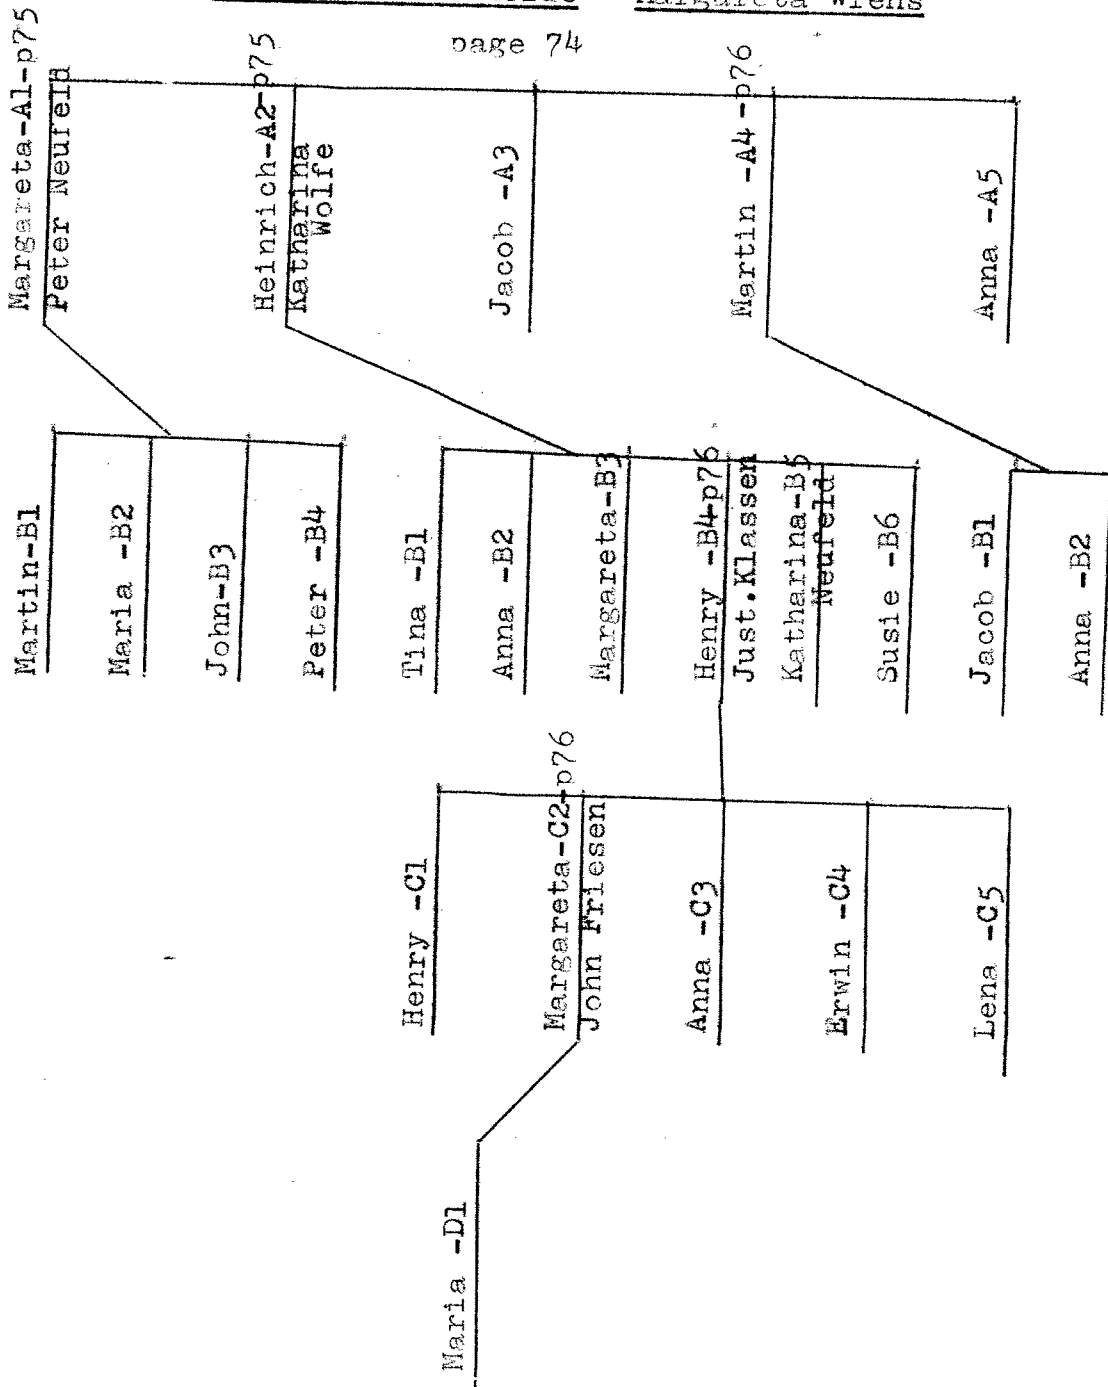 Margareta Wiens
page 74
Margareta-A1-p75
Peter Neufeld
Heinrich-A2-p75
Katharina
Wolfe
Jacob -A3
Martin -A4-p76
Anna -A5
Martin-B1
Maria -B2
John-B3
Peter -B4
Tina -B1
Anna -B2
Margareta-B3
Henry -B4-p76
Just.Klassen
Katharina-B5
Neufeld
Susie -B6
Jacob -B1
Anna -B2
Henry -C1
Margareta-C2-p76
John Friesen
Anna -C3
Erwin -C4
Lena -C5
Maria -D1